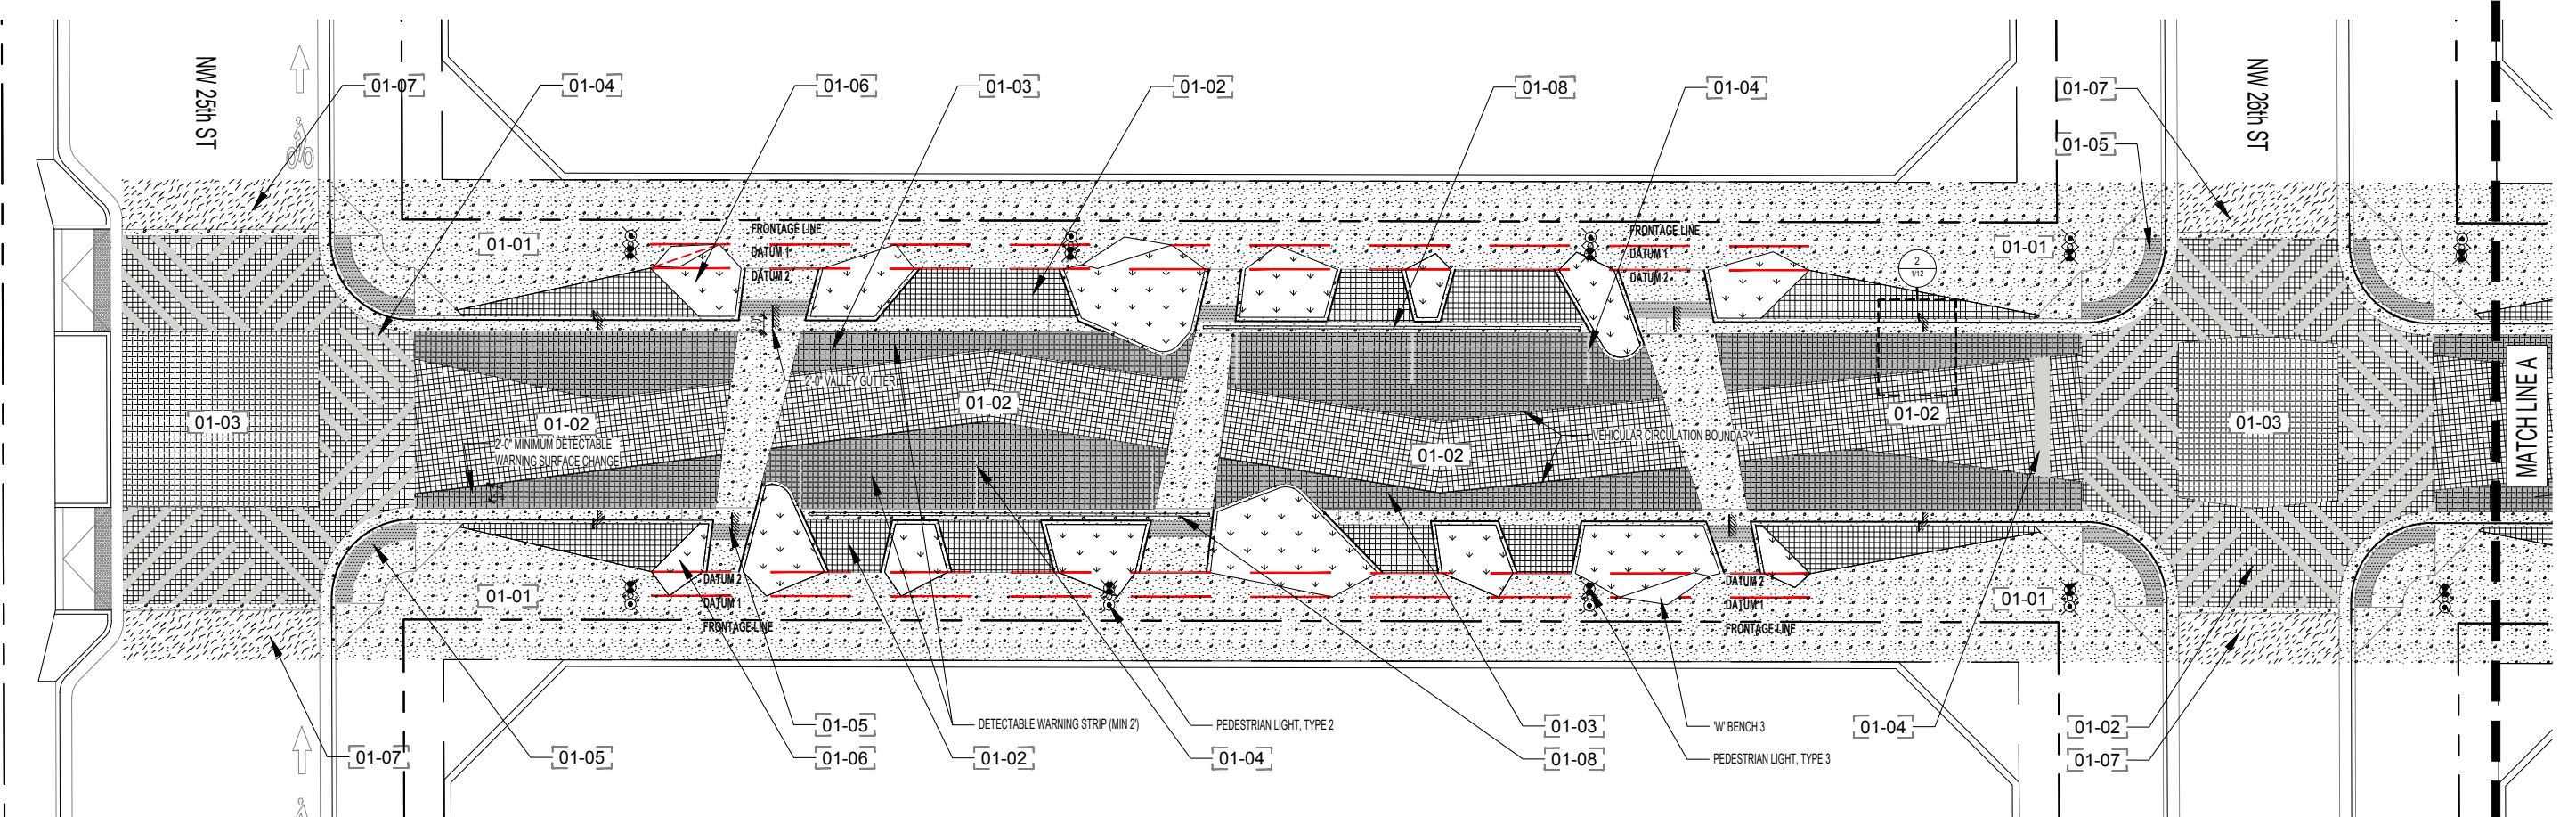 NW 25th ST
NW 26th ST
01-07
01-04
01-06
01-03
01-02
01-08
01-04
01-07
01-05
01-01
FRONTAGE LINE
DATUM 1
DATUM 2
FRONTAGE LINE
DATUM 1
DATUM 2
01-01
2
1/12
2'-0" VALLEY GUTTER
01-03
01-02
01-02
01-02
01-02
01-03
MATCH LINE A
2'-0" MINIMUM DETECTABLE
WARNING SURFACE CHANGE
VEHICULAR CIRCULATION BOUNDARY
01-01
DATUM 2
DATUM 1
FRONTAGE LINE
DATUM 2
DATUM 1
FRONTAGE LINE
01-01
01-07
01-05
01-05
01-06
DETECTABLE WARNING STRIP (MIN 2')
01-02
PEDESTRIAN LIGHT, TYPE 2
01-04
01-03
01-08
'W' BENCH 3
PEDESTRIAN LIGHT, TYPE 3
01-04
01-02
01-07